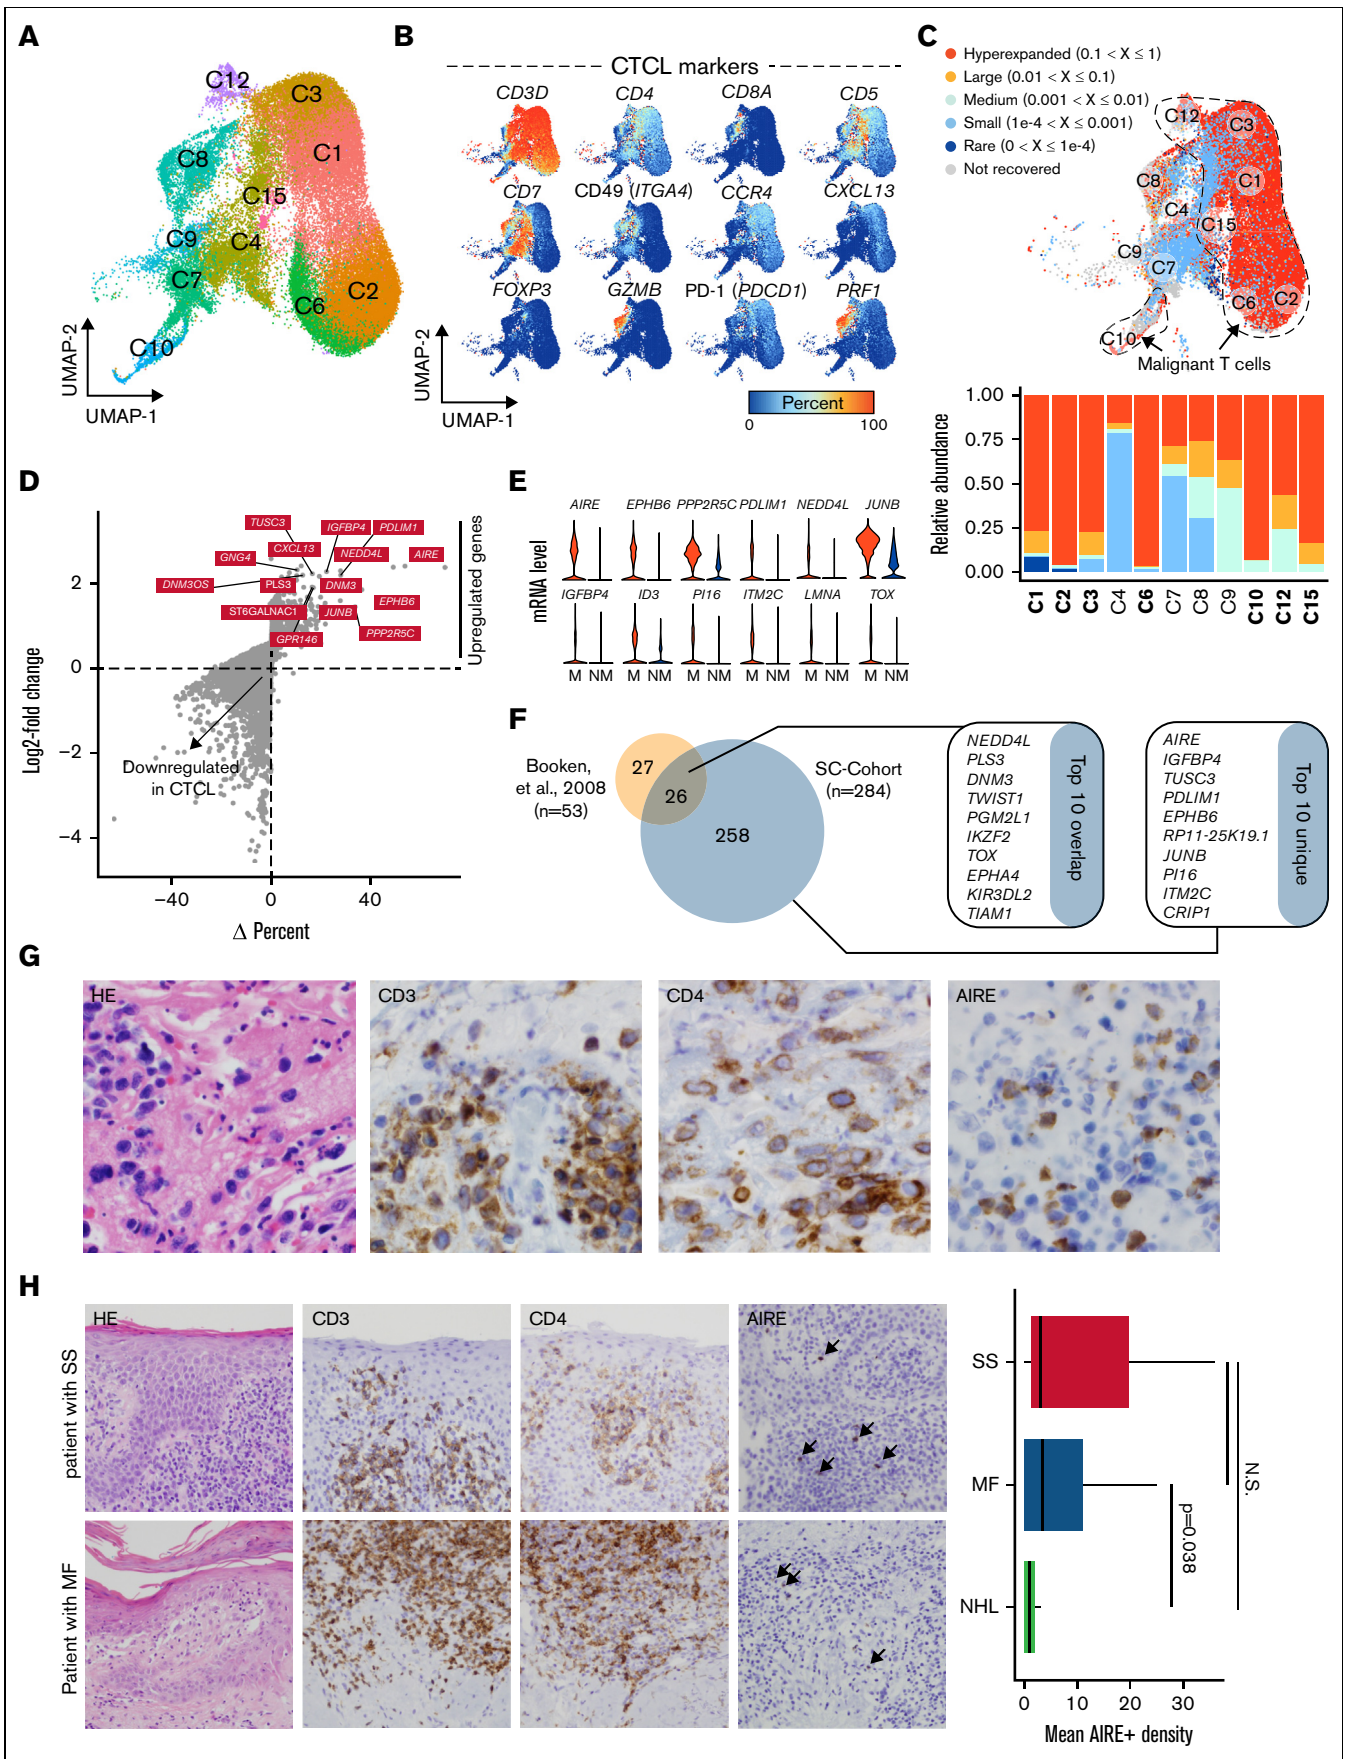 A
C12
C3
C8
C1
C15
C9
C4
C7
C2
C6
C10
UMAP-2
UMAP-1
B
CTCL markers
CD3D
CD4
CD8A
CD5
CD7
CD49 (ITGA4)
CCR4
CXCL13
FOXP3
GZMB
PD-1 (PDCD1)
PRF1
UMAP-2
UMAP-1
Percent
0
100
C
Hyperexpanded (0.1 < X ≤ 1)
Large (0.01 < X ≤ 0.1)
Medium (0.001 < X ≤ 0.01)
Small (1e-4 < X ≤ 0.001)
Rare (0 < X ≤ 1e-4)
Not recovered
C12
C3
C8
C1
C4
C15
C9
C7
C6
C2
C10
Malignant T cells
Relative abundance
1.00
0.75
0.50
0.25
0.00
C1 C2 C3 C4 C6 C7 C8 C9 C10 C12 C15
D
Log2-fold change
2
0
−2
−4
−40
0
40
Δ Percent
TUSC3
IGFBP4
PDLIM1
CXCL13
GNG4
NEDD4L
AIRE
DNM3OS
PLS3
DNM3
EPHB6
ST6GALNAC1
JUNB
GPR146
PPP2R5C
Upregulated genes
Downregulated
in CTCL
E
mRNA level
AIRE EPHB6 PPP2R5C PDLIM1 NEDD4L JUNB
IGFBP4 ID3 PI16 ITM2C LMNA TOX
M NM M NM M NM M NM M NM M NM
F
Booken,
et al., 2008
(n=53)
27
26
258
SC-Cohort
(n=284)
NEDD4L
PLS3
DNM3
TWIST1
PGM2L1
IKZF2
TOX
EPHA4
KIR3DL2
TIAM1
Top 10 overlap
AIRE
IGFBP4
TUSC3
PDLIM1
EPHB6
RP11-25K19.1
JUNB
PI16
ITM2C
CRIP1
Top 10 unique
G
HE
CD3
CD4
AIRE
H
patient with SS
HE
CD3
CD4
AIRE
Patient with MF
SS
MF
NHL
N.S.
p=0.038
0
10
20
30
Mean AIRE+ density